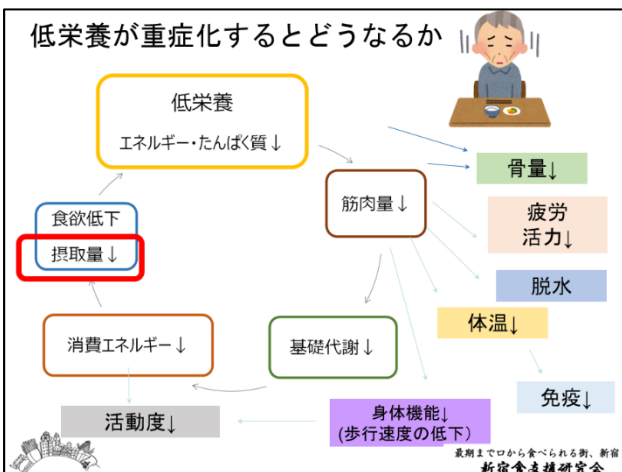 低栄養が重症化するとどうなるか
低栄養
エネルギー・たんぱく質↓
骨量↓
筋肉量↓
疲労
活力↓
食欲低下
摂取量↓
脱水
体温↓
消費エネルギー↓
基礎代謝↓
免疫↓
活動度↓
身体機能↓
(歩行速度の低下)
最期まで口から食べられる街、新宿
新宿食支援研究会